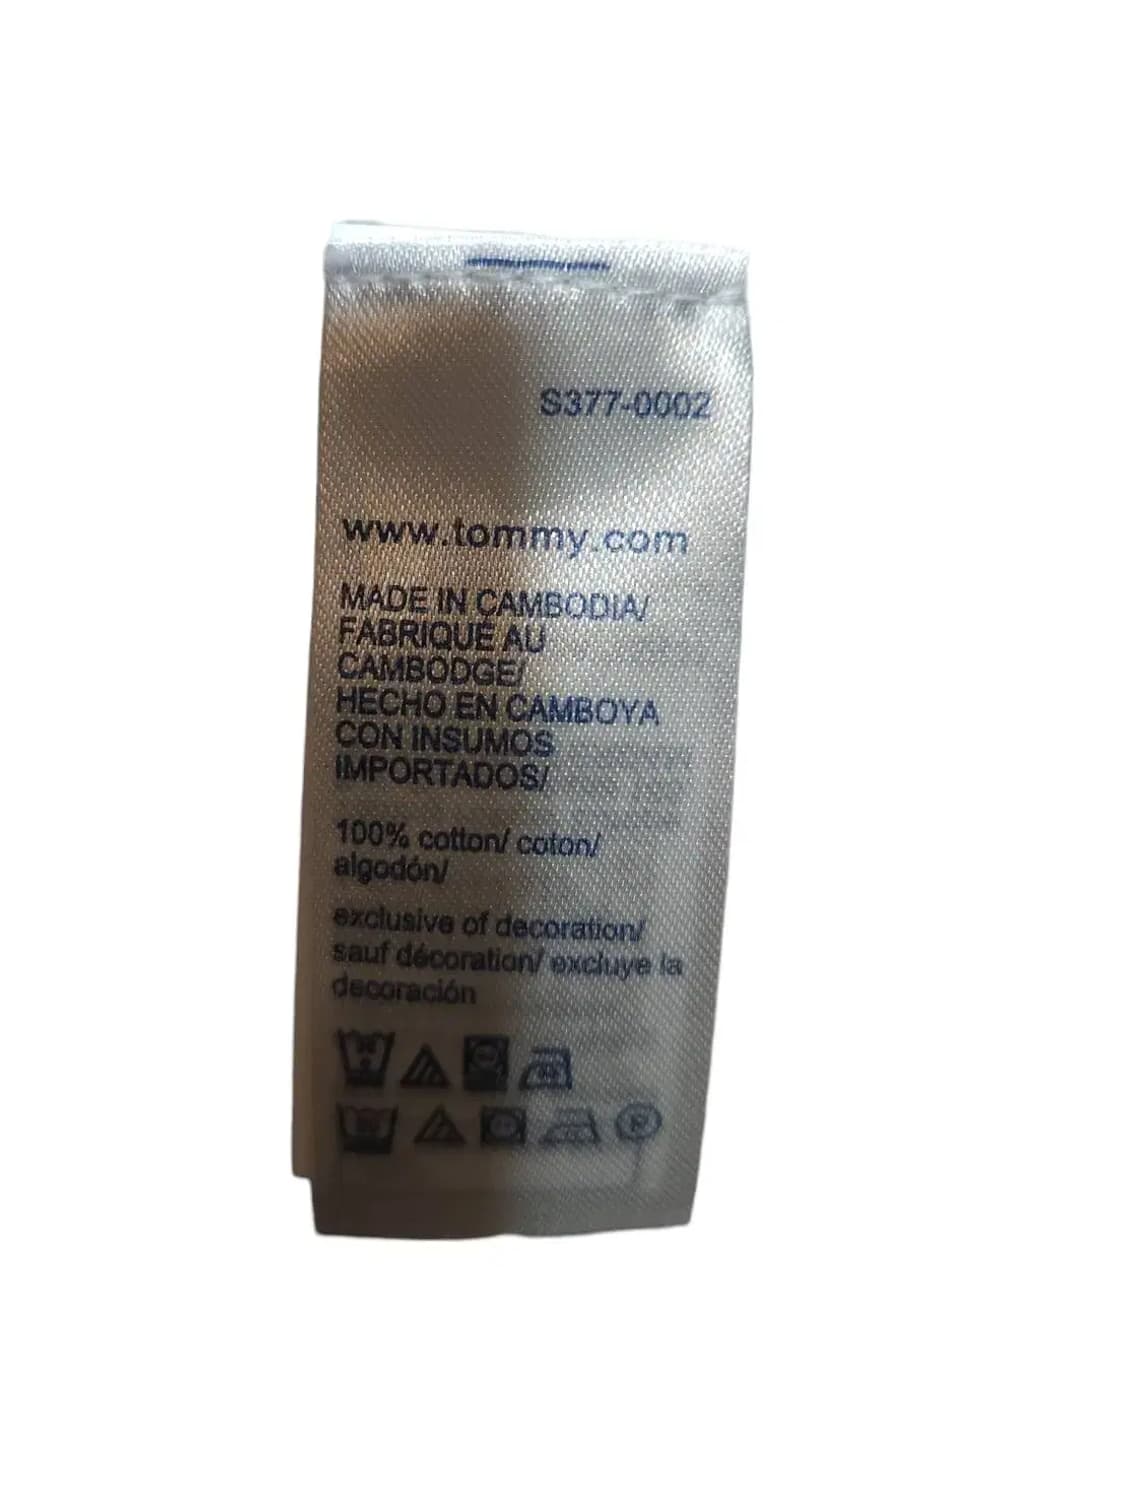 S377-0002
www.tommy.com
MADE IN CAMBODIA/
FABRIQUÉ AU
CAMBODGE/
HECHO EN CAMBOYA
CON INSUMOS
IMPORTADOS/
100% cotton/ coton/
algodón/
exclusive of decoration/
sauf décoration/ excluye la
decoración
P